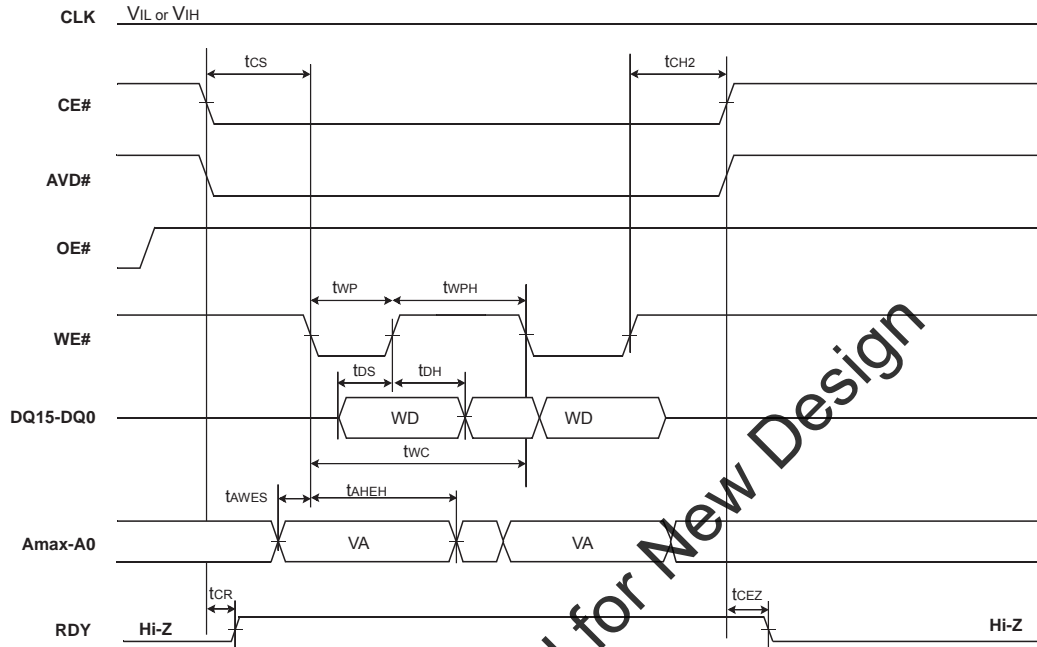 CLK VIL or VIH
tCS tCH2
CE#
AVD#
OE#
tWP tWPH
WE#
tDS tDH
DQ15-DQ0 WD WD
tWC
tAWES tAHEH
Amax-A0 VA VA
tCR tCEZ
RDY Hi-Z Hi-Z
for New Design